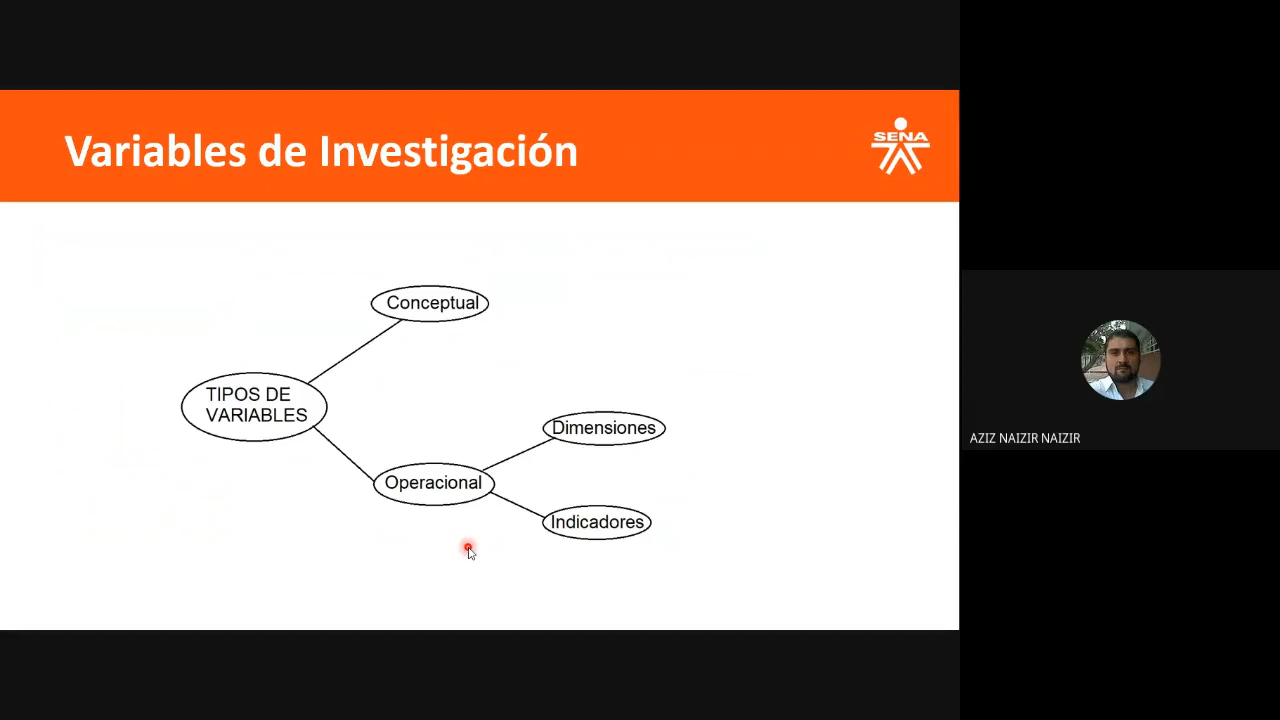 Variables de Investigación
SENA
Conceptual
TIPOS DE
VARIABLES
Dimensiones
Operacional
Indicadores
AZIZ NAIZIR NAIZIR